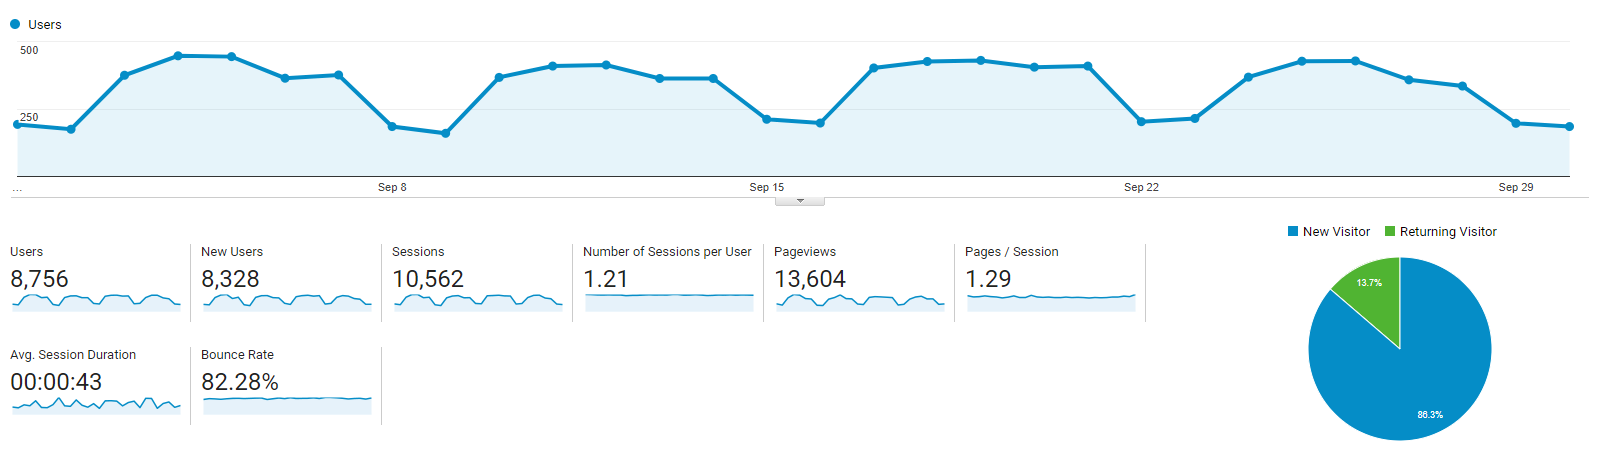 Users
500
250
... Sep 8 Sep 15 Sep 22 Sep 29
New Visitor Returning Visitor
Users New Users Sessions Number of Sessions per User Pageviews Pages / Session
8,756 8,328 10,562 1.21 13,604 1.29
13.7%
Avg. Session Duration Bounce Rate
00:00:43 82.28%
86.3%